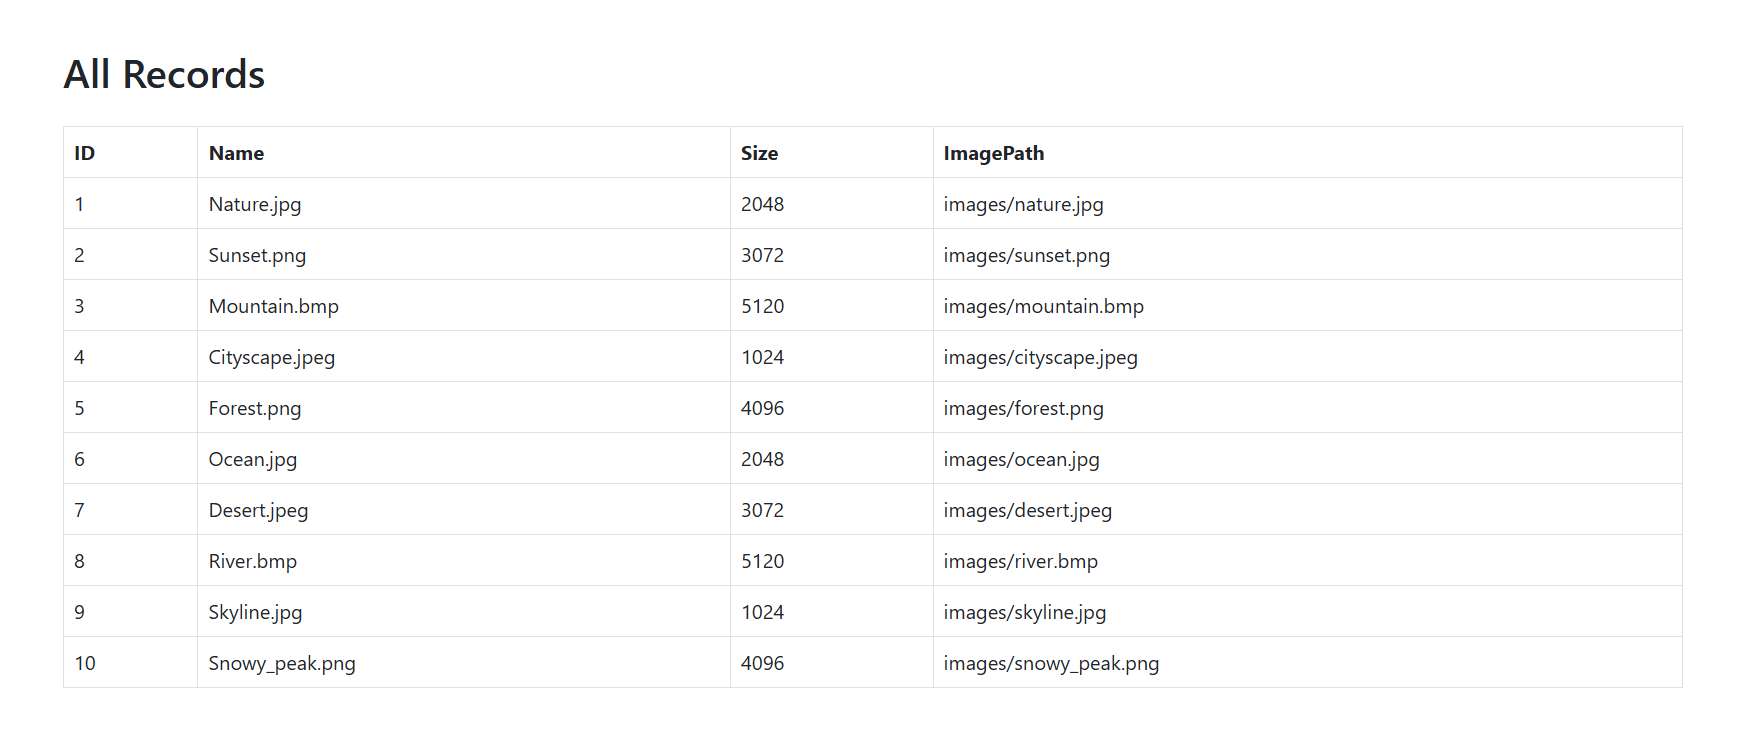 All Records
ID Name Size ImagePath
1 Nature.jpg 2048 images/nature.jpg
2 Sunset.png 3072 images/sunset.png
3 Mountain.bmp 5120 images/mountain.bmp
4 Cityscape.jpeg 1024 images/cityscape.jpeg
5 Forest.png 4096 images/forest.png
6 Ocean.jpg 2048 images/ocean.jpg
7 Desert.jpeg 3072 images/desert.jpeg
8 River.bmp 5120 images/river.bmp
9 Skyline.jpg 1024 images/skyline.jpg
10 Snowy_peak.png 4096 images/snowy_peak.png